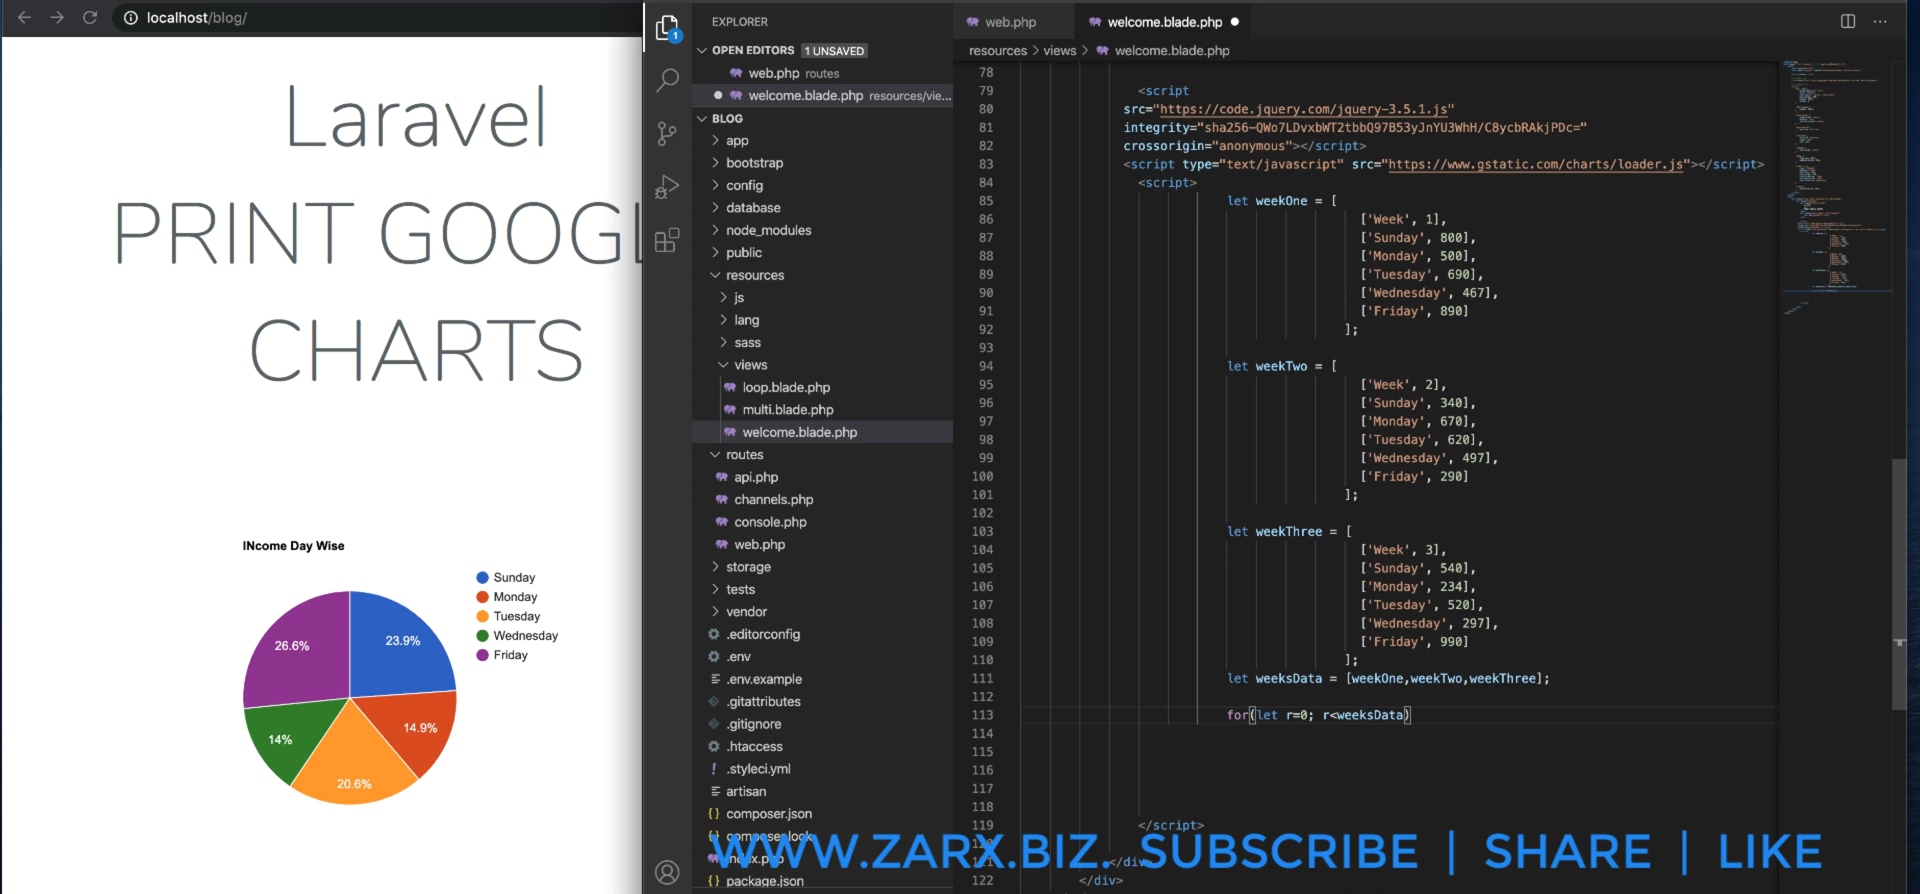 localhost/blog/
Laravel
PRINT GOOGL
CHARTS
INcome Day Wise
Sunday
Monday
Tuesday
Wednesday
Friday
23.9%
14.9%
20.6%
14%
26.6%
1
EXPLORER
OPEN EDITORS 1 UNSAVED
web.php routes
welcome.blade.php resources/vie...
BLOG
app
bootstrap
config
database
node_modules
public
resources
js
lang
sass
views
loop.blade.php
multi.blade.php
welcome.blade.php
routes
api.php
channels.php
console.php
web.php
storage
tests
vendor
.editorconfig
.env
.env.example
.gitattributes
.gitignore
.htaccess
.styleci.yml
artisan
composer.json
composer.lock
index.php
package.json
web.php
welcome.blade.php
resources > views > welcome.blade.php
78
79 <script
80 src="https://code.jquery.com/jquery-3.5.1.js"
81 integrity="sha256-QWo7LDvxbWT2tbbQ97B53yJnYU3WhH/C8ycbRAkjPDc="
82 crossorigin="anonymous"></script>
83 <script type="text/javascript" src="https://www.gstatic.com/charts/loader.js"></script>
84 <script>
85 let weekOne = [
86 ['Week', 1],
87 ['Sunday', 800],
88 ['Monday', 500],
89 ['Tuesday', 690],
90 ['Wednesday', 467],
91 ['Friday', 890]
92 ];
93
94 let weekTwo = [
95 ['Week', 2],
96 ['Sunday', 340],
97 ['Monday', 670],
98 ['Tuesday', 620],
99 ['Wednesday', 497],
100 ['Friday', 290]
101 ];
102
103 let weekThree = [
104 ['Week', 3],
105 ['Sunday', 540],
106 ['Monday', 234],
107 ['Tuesday', 520],
108 ['Wednesday', 297],
109 ['Friday', 990]
110 ];
111 let weeksData = [weekOne,weekTwo,weekThree];
112
113 for(let r=0; r<weeksData)
114
115
116
117
118
119 </script>
121 </div>
122 </div>
WWW.ZARX.BIZ. SUBSCRIBE | SHARE | LIKE